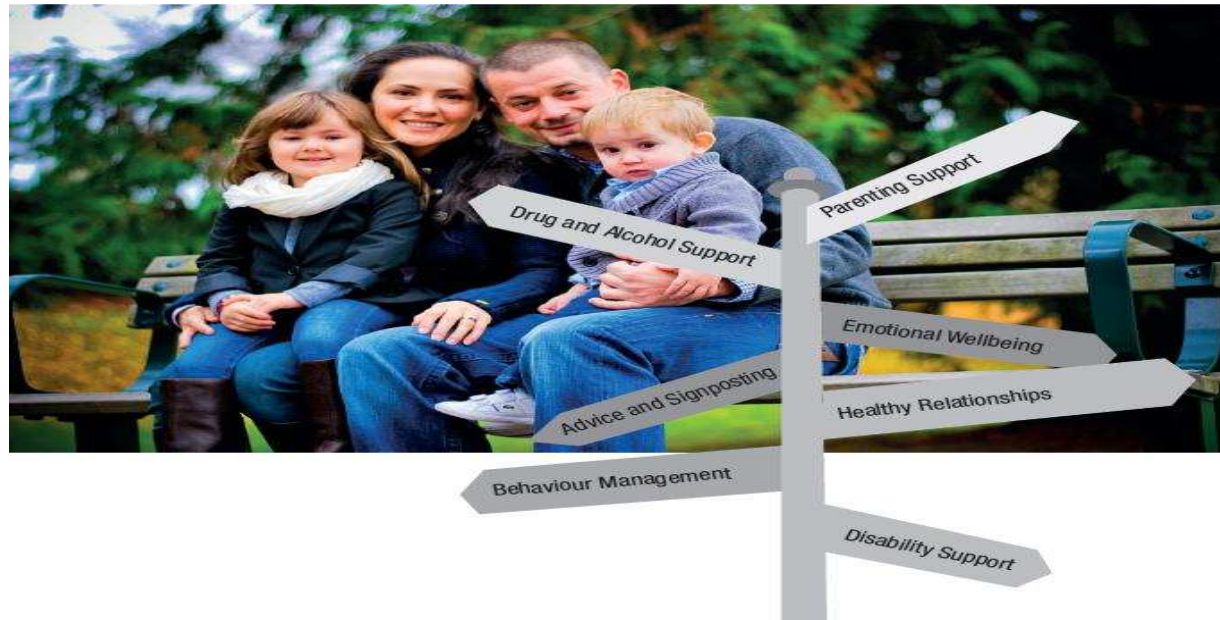 Parenting Support
Drug and Alcohol Support
Emotional Wellbeing
Advice and Signposting
Healthy Relationships
Behaviour Management
Disability Support